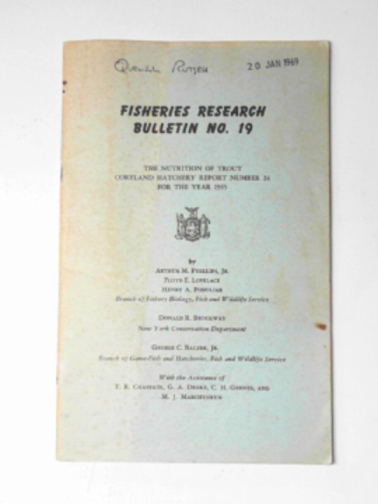 20 JAN 1969
FISHERIES RESEARCH
BULLETIN NO. 19
THE NUTRITION OF TROUT
CORTLAND HATCHERY REPORT NUMBER 24
FOR THE YEAR 1955
by
ARTHUR M. PHILLIPS, JR.
FLOYD E. LOVELACE
HENRY A. PODOLIAK
Branch of Fishery Biology, Fish and Wildlife Service
DONALD R. BROCKWAY
New York Conservation Department
GEORGE C. BALZER, JR.
Branch of Game-Fish and Hatcheries, Fish and Wildlife Service
With the Assistance of
G. A. DRAKE, C. H. AND
M. J.